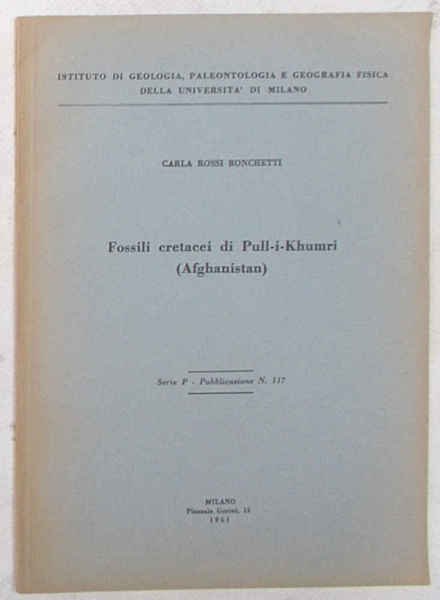 ISTITUTO DI GEOLOGIA, PALEONTOLOGIA E GEOGRAFIA FISICA
DELLA UNIVERSITA' DI MILANO
CARLA ROSSI RONCHETTI
Fossili cretacei di Pull-i-Khumri
(Afghanistan)
Serie P - Pubblicazione N. 117
MILANO
Piazzale Gorini, 15
1961